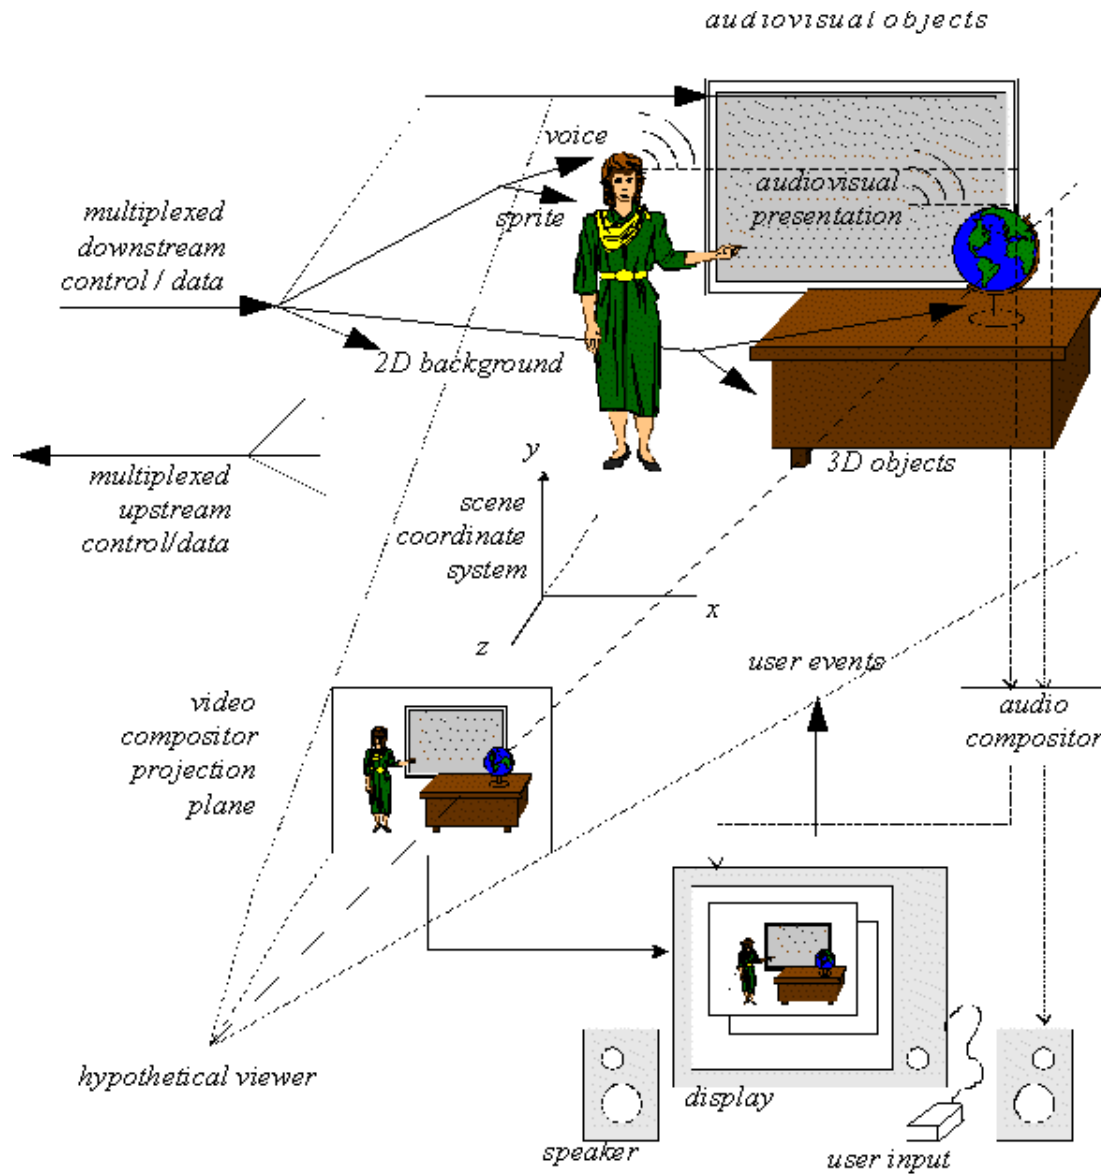 audiovisual objects
voice
audiovisual
presentation
sprite
multiplexed
downstream
control / data
2D background
3D objects
multiplexed
upstream
control/data
y
scene
coordinate
system
x
z
user events
video
compositor
projection
plane
audio
compositor
hypothetical viewer
display
speaker
user input